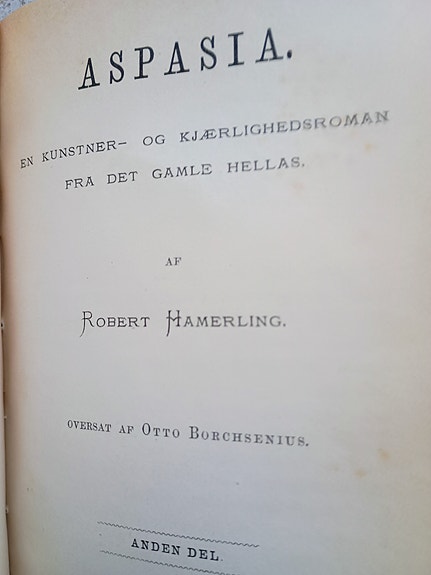 ASPASIA.
EN KUNSTNER- OG KJÆRLIGHEDSROMAN
FRA DET GAMLE HELLAS.
AF
ROBERT HAMERLING.
OVERSAT AF OTTO BORCHSENIUS.
ANDEN DEL.